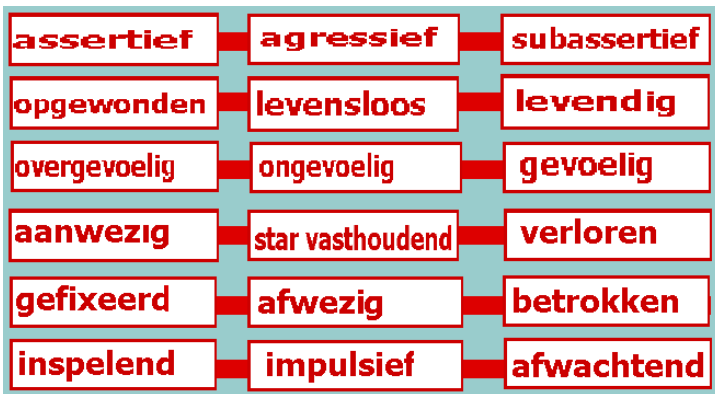 assertief agressief subassertief
opgewonden levensloos levendig
overgevoelig ongevoelig gevoelig
aanwezig star vasthoudend verloren
gefixeerd afwezig betrokken
inspelend impulsief afwachtend